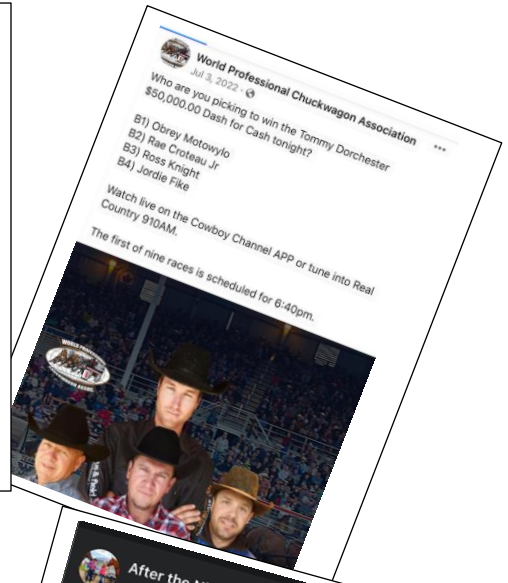 World Professional Chuckwagon Association
Jul 3, 2022 ·
Who are you picking to win the Tommy Dorchester
$50,000.00 Dash for Cash tonight?
B1) Obrey Motowylo
B2) Rae Croteau Jr
B3) Ross Knight
B4) Jordie Fike
Watch live on the Cowboy Channel APP or tune into Real
Country 910AM.
The first of nine races is scheduled for 6:40pm.
After the